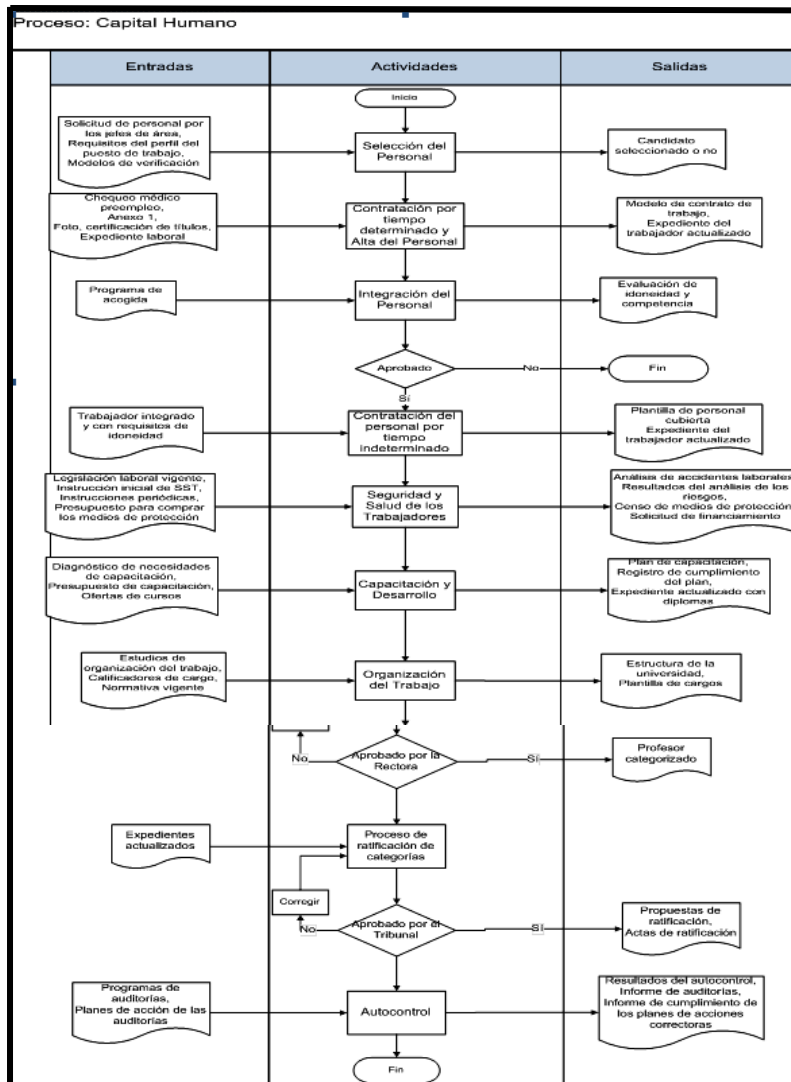 Proceso: Capital Humano
Entradas
Actividades
Salidas
Inicio
Solicitud de personal por
los jefes de área,
Requisitos del perfil del
puesto de trabajo,
Modelos de verificación
Selección del
Personal
Candidato
seleccionado o no
Chequeo médico
preempleo,
Anexo 1,
Foto, certificación de títulos,
Expediente laboral
Contratación por
tiempo
determinado y
Alta del Personal
Modelo de contrato de
trabajo,
Expediente del
trabajador actualizado
Programa de
acogida
Integración del
Personal
Evaluación de
idoneidad y
competencia
Aprobado
No
Fin
Sí
Trabajador integrado
y con requisitos de
idoneidad
Contratación del
personal por
tiempo
indeterminado
Plantilla de personal
cubierta
Expediente del
trabajador actualizado
Legislación laboral vigente,
Instrucción inicial de SST,
Instrucciones periódicas,
Presupuesto para comprar
los medios de protección
Seguridad y
Salud de los
Trabajadores
Análisis de accidentes laborales
Resultados del análisis de los
riesgos,
Censo de medios de protección
Solicitud de financiamiento
Diagnóstico de necesidades
de capacitación,
Presupuesto de capacitación,
Ofertas de cursos
Capacitación y
Desarrollo
Plan de capacitación,
Registro de cumplimiento
del plan,
Expediente actualizado con
diplomas
Estudios de
organización del trabajo,
Calificadores de cargo,
Normativa vigente
Organización
del Trabajo
Estructura de la
universidad,
Plantilla de cargos
No
Aprobado por la
Rectora
Sí
Profesor
categorizado
Expedientes
actualizados
Proceso de
ratificación de
categorías
Corregir
No
Aprobado por el
Tribunal
Sí
Propuestas de
ratificación,
Actas de ratificación
Programas de
auditorías,
Planes de acción de las
auditorías
Autocontrol
Resultados del autocontrol,
Informe de auditorías,
Informe de cumplimiento de
los planes de acciones
correctoras
Fin